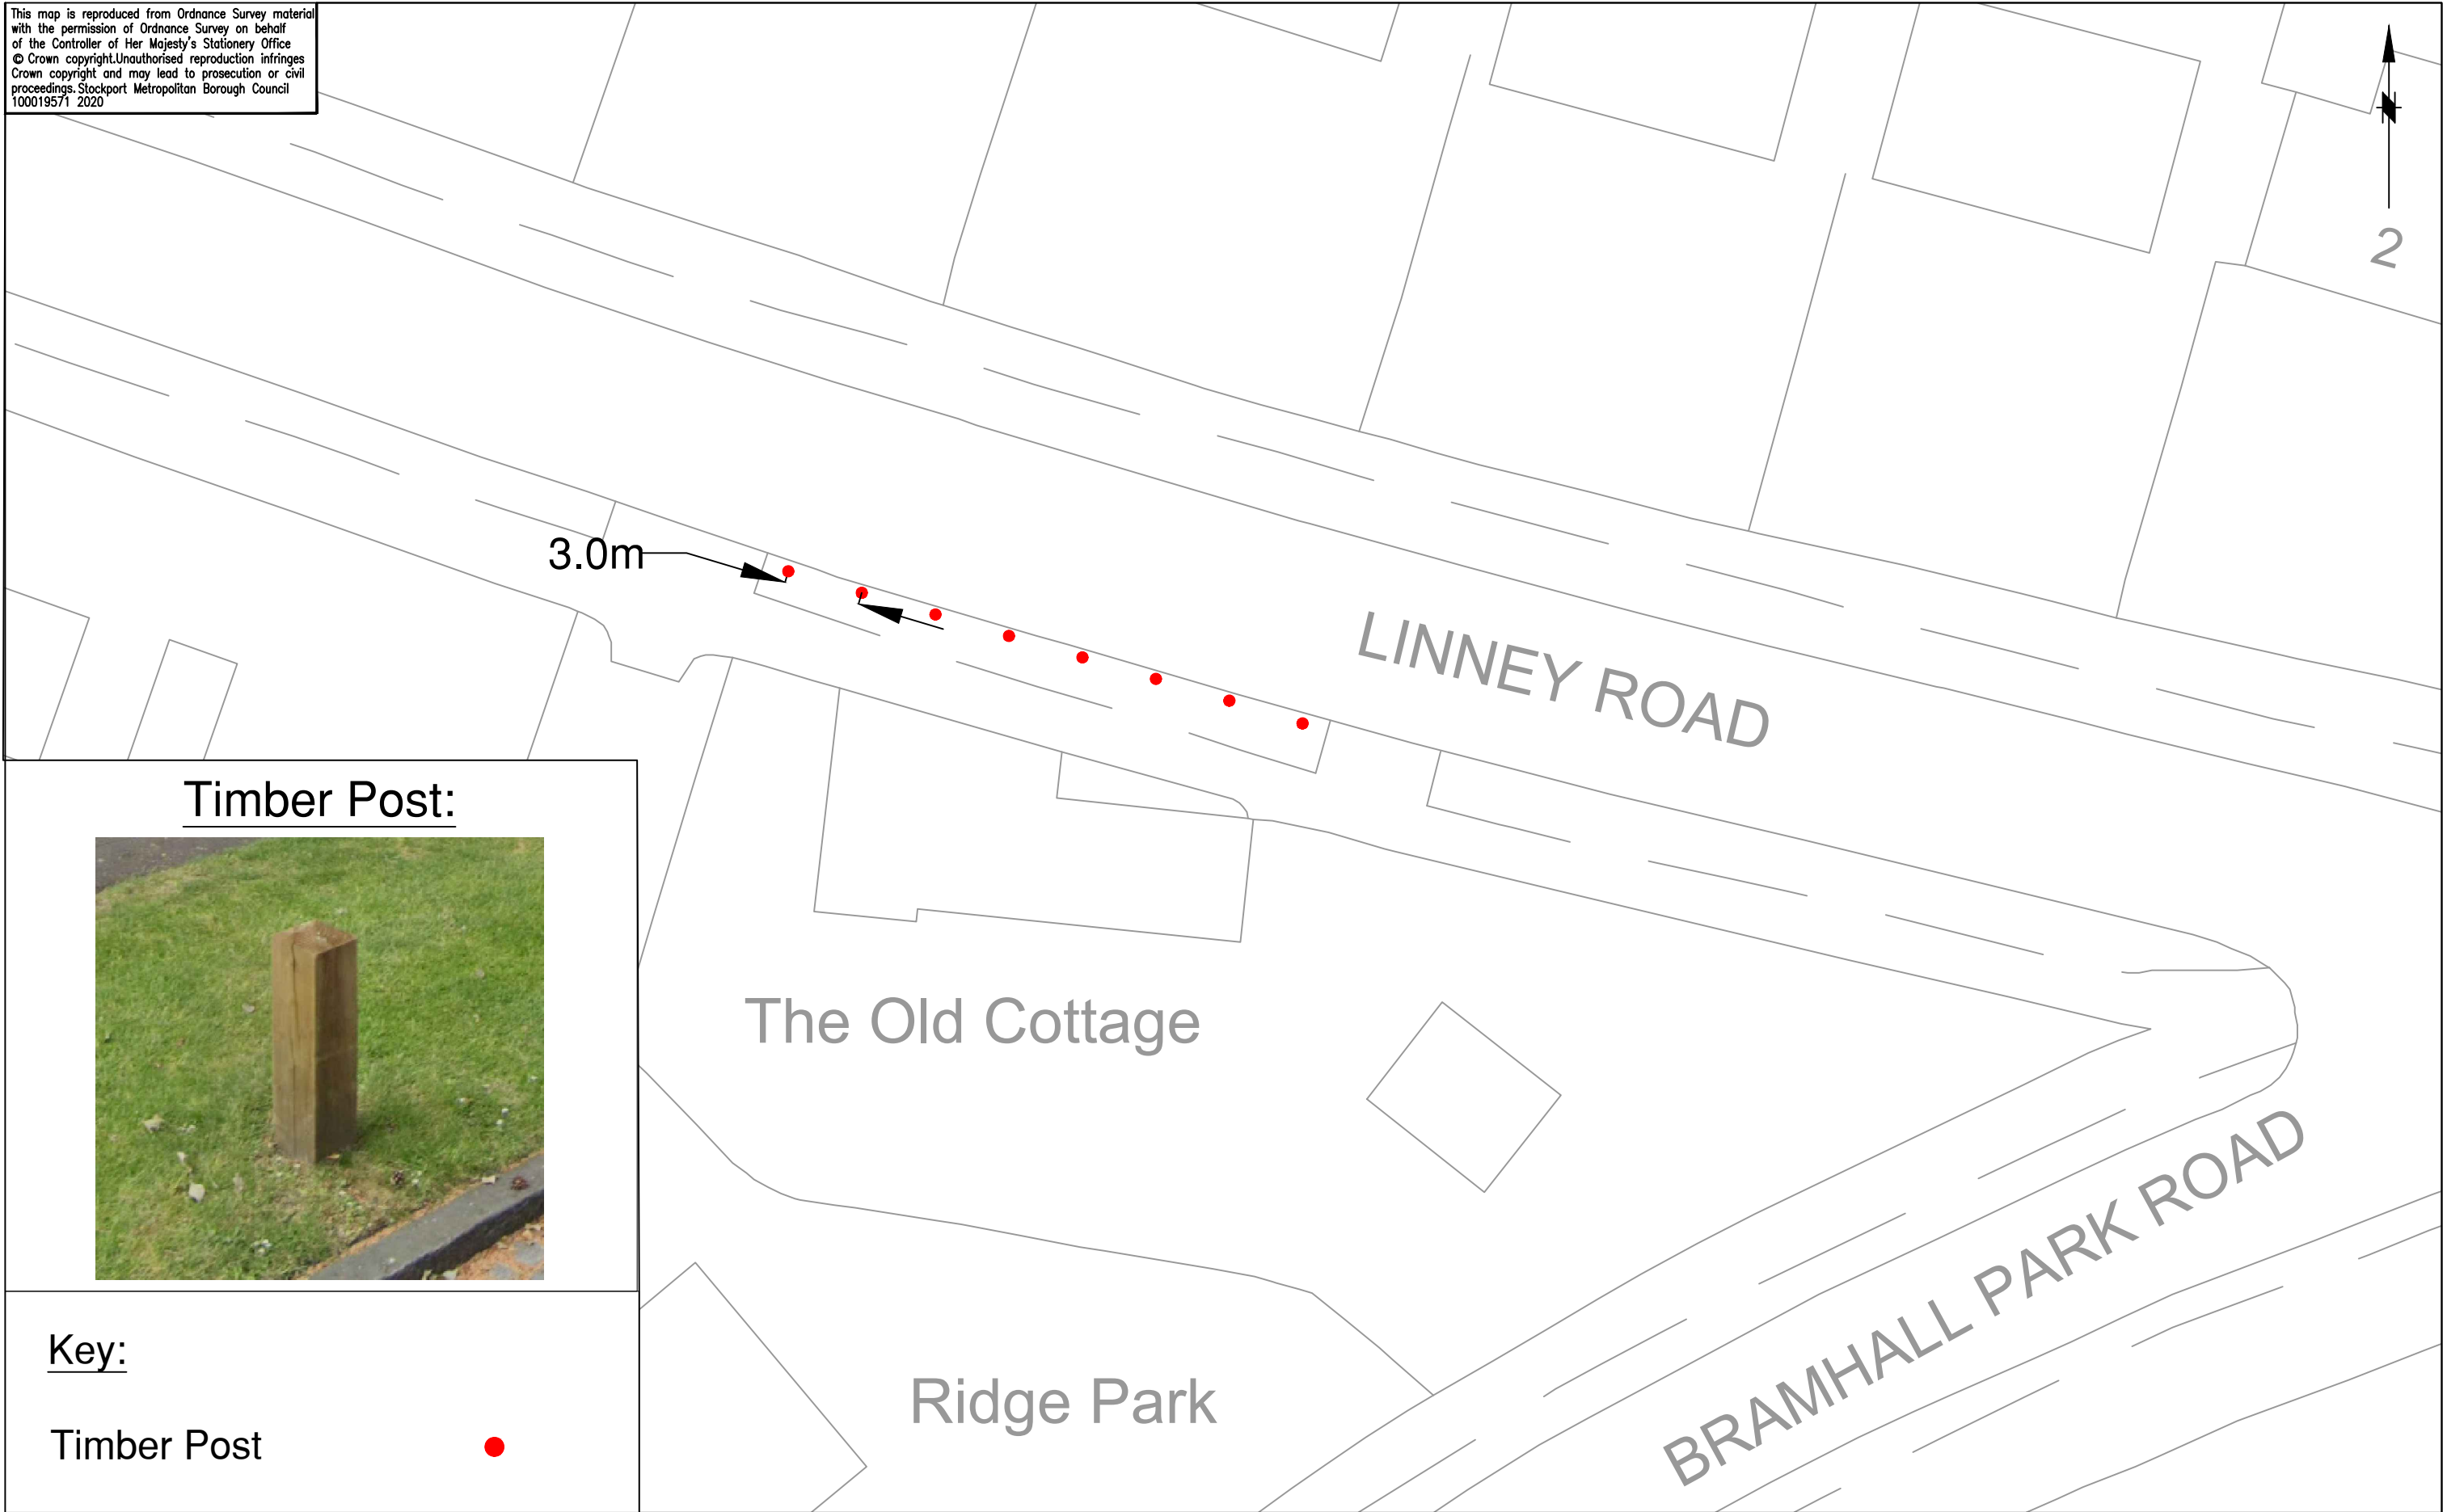 This map is reproduced from Ordnance Survey material
with the permission of Ordnance Survey on behalf
of the Controller of Her Majesty's Stationery Office
© Crown copyright.Unauthorised reproduction infringes
Crown copyright and may lead to prosecution or civil
proceedings. Stockport Metropolitan Borough Council
100019571 2020
2
3.0m
LINNEY ROAD
Timber Post:
The Old Cottage
BRAMHALL PARK ROAD
Ridge Park
Key:
Timber Post